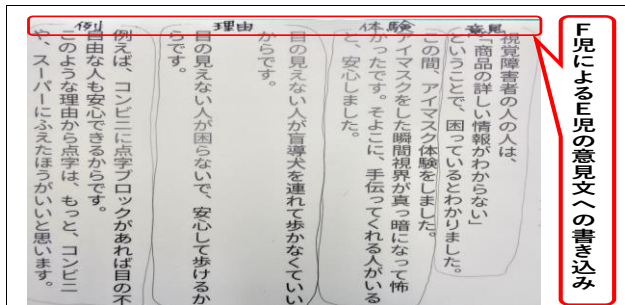 F児によるE児の意見文への書き込み
意見
体験
理由
例
視覚障害者の人の人は、
「商品の詳しい情報がわからない」
ということで、困っているとわかりました。
この間、アイマスク体験をしました。
アイマスクをした瞬間視界が真っ暗になって怖
かったです。そよこに、手伝ってくれる人がいる
と、安心しました。
目の見えない人が盲導犬を連れて歩かなくていい
からです。
目の見えない人が困らないで、安心して歩けるか
らです。
例えば、コンビニに点字ブロックがあれば目の不
自由な人も安心できるからです。
このような理由から点字は、もっと、コンビニ
や、スーパーにふえたほうがいいと思います。